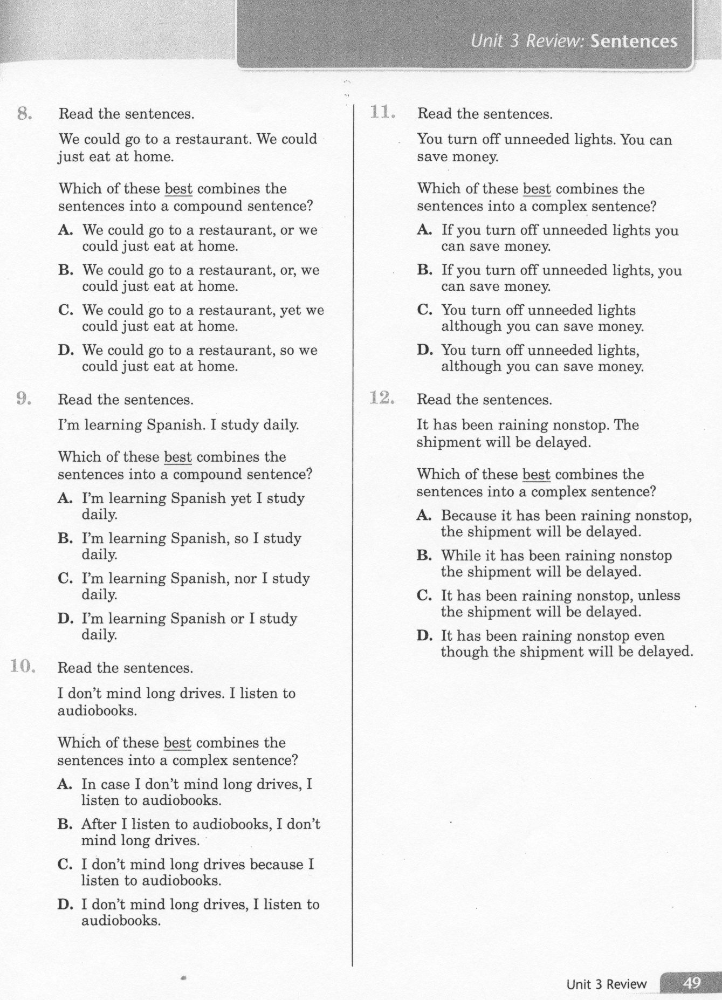 Unit 3 Review: Sentences
8. Read the sentences.
We could go to a restaurant. We could
just eat at home.
Which of these best combines the
sentences into a compound sentence?
A. We could go to a restaurant, or we
could just eat at home.
B. We could go to a restaurant, or, we
could just eat at home.
C. We could go to a restaurant, yet we
could just eat at home.
D. We could go to a restaurant, so we
could just eat at home.
9. Read the sentences.
I'm learning Spanish. I study daily.
Which of these best combines the
sentences into a compound sentence?
A. I'm learning Spanish yet I study
daily.
B. I'm learning Spanish, so I study
daily.
C. I'm learning Spanish, nor I study
daily.
D. I'm learning Spanish or I study
daily.
10. Read the sentences.
I don't mind long drives. I listen to
audiobooks.
Which of these best combines the
sentences into a complex sentence?
A. In case I don't mind long drives, I
listen to audiobooks.
B. After I listen to audiobooks, I don't
mind long drives.
C. I don't mind long drives because I
listen to audiobooks.
D. I don't mind long drives, I listen to
audiobooks.
11. Read the sentences.
You turn off unneeded lights. You can
save money.
Which of these best combines the
sentences into a complex sentence?
A. If you turn off unneeded lights you
can save money.
B. If you turn off unneeded lights, you
can save money.
C. You turn off unneeded lights
although you can save money.
D. You turn off unneeded lights,
although you can save money.
12. Read the sentences.
It has been raining nonstop. The
shipment will be delayed.
Which of these best combines the
sentences into a complex sentence?
A. Because it has been raining nonstop,
the shipment will be delayed.
B. While it has been raining nonstop
the shipment will be delayed.
C. It has been raining nonstop, unless
the shipment will be delayed.
D. It has been raining nonstop even
though the shipment will be delayed.
Unit 3 Review 49